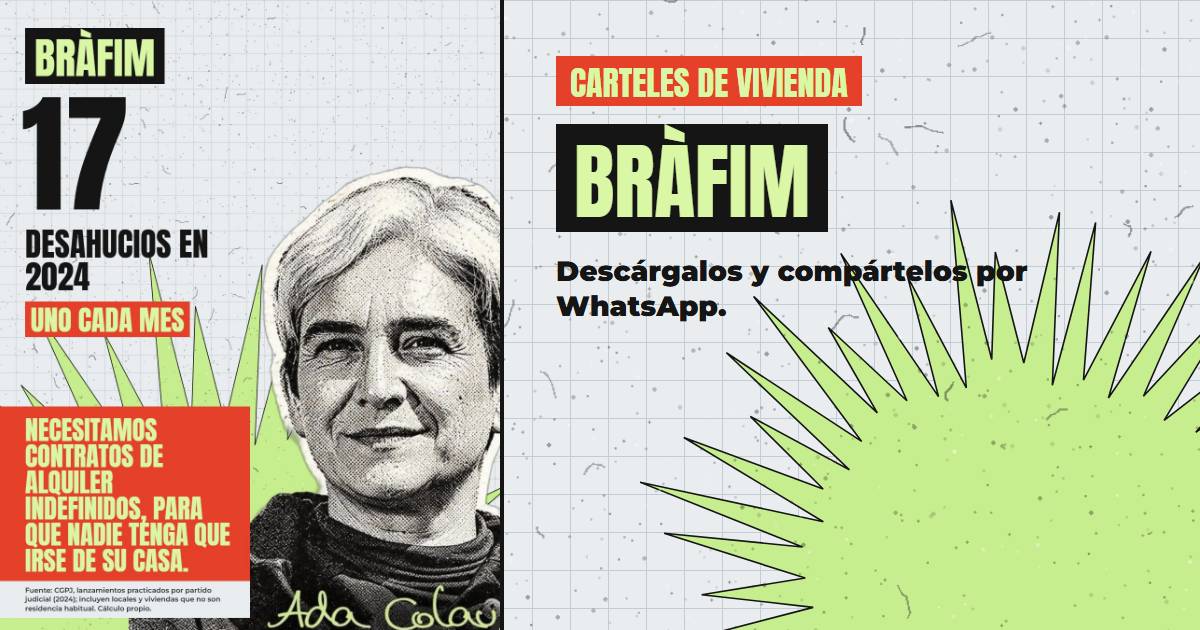 BRÀFIM
17
DESAHUCIOS EN
2024
UNO CADA MES
NECESITAMOS
CONTRATOS DE
ALQUILER
INDEFINIDOS, PARA
QUE NADIE TENGA QUE
IRSE DE SU CASA.
Fuente: CGPJ, lanzamientos practicados por partido
judicial (2024); incluyen locales y viviendas que no son
residencia habitual. Cálculo propio.
Ada Colau
CARTELES DE VIVIENDA
BRÀFIM
Descárgalos y compártelos por
WhatsApp.